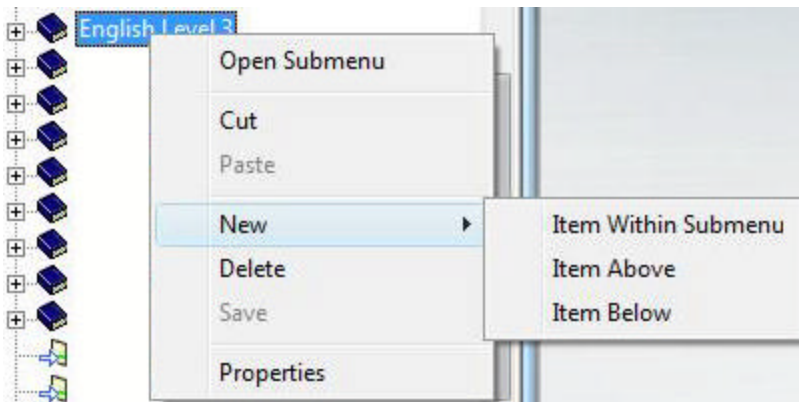 English Level 3
Open Submenu
Cut
Paste
New
Delete
Save
Properties
Item Within Submenu
Item Above
Item Below